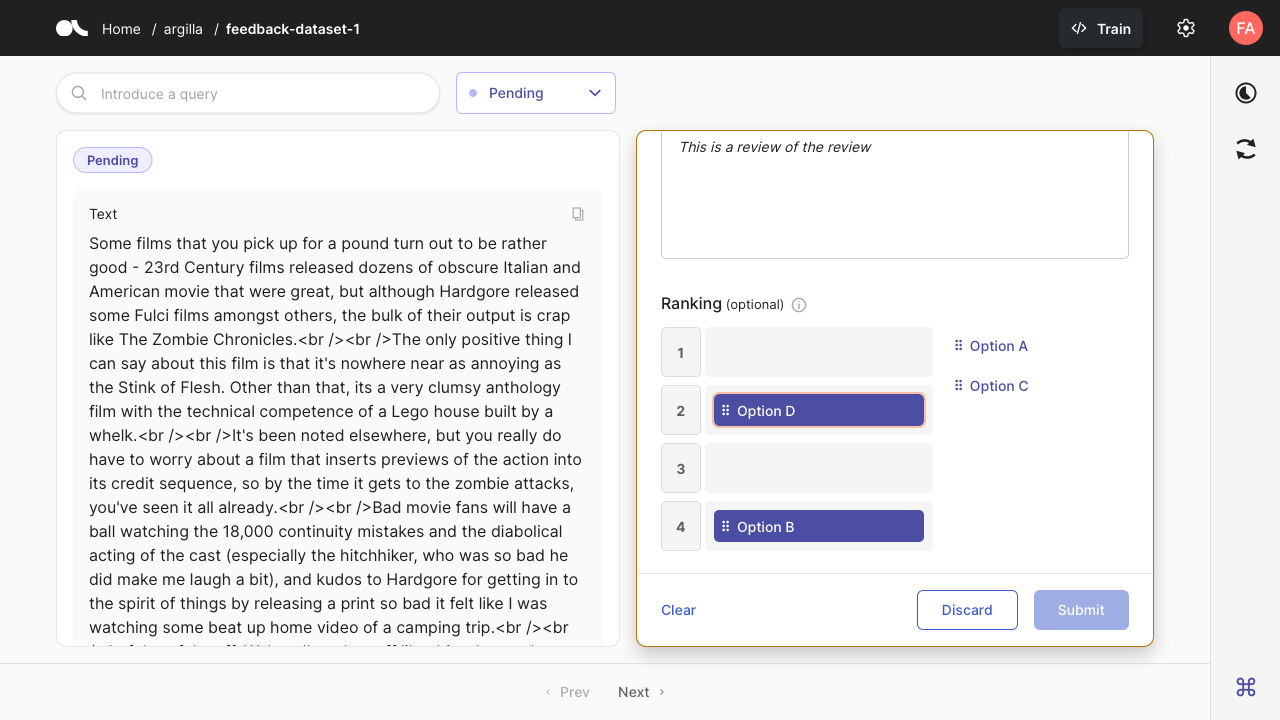 Home / argilla / feedback-dataset-1
Train
FA
Introduce a query
Pending
Pending
Text
Some films that you pick up for a pound turn out to be rather
good - 23rd Century films released dozens of obscure Italian and
American movie that were great, but although Hardgore released
some Fulci films amongst others, the bulk of their output is crap
like The Zombie Chronicles.<br /><br />The only positive thing I
can say about this film is that it's nowhere near as annoying as
the Stink of Flesh. Other than that, its a very clumsy anthology
film with the technical competence of a Lego house built by a
whelk.<br /><br />It's been noted elsewhere, but you really do
have to worry about a film that inserts previews of the action into
its credit sequence, so by the time it gets to the zombie attacks,
you've seen it all already.<br /><br />Bad movie fans will have a
ball watching the 18,000 continuity mistakes and the diabolical
acting of the cast (especially the hitchhiker, who was so bad he
did make me laugh a bit), and kudos to Hardgore for getting in to
the spirit of things by releasing a print so bad it felt like I was
watching some beat up home video of a camping trip.<br /><br
This is a review of the review
Ranking (optional)
1
2 Option D
3
4 Option B
Option A
Option C
Clear
Discard
Submit
Prev
Next